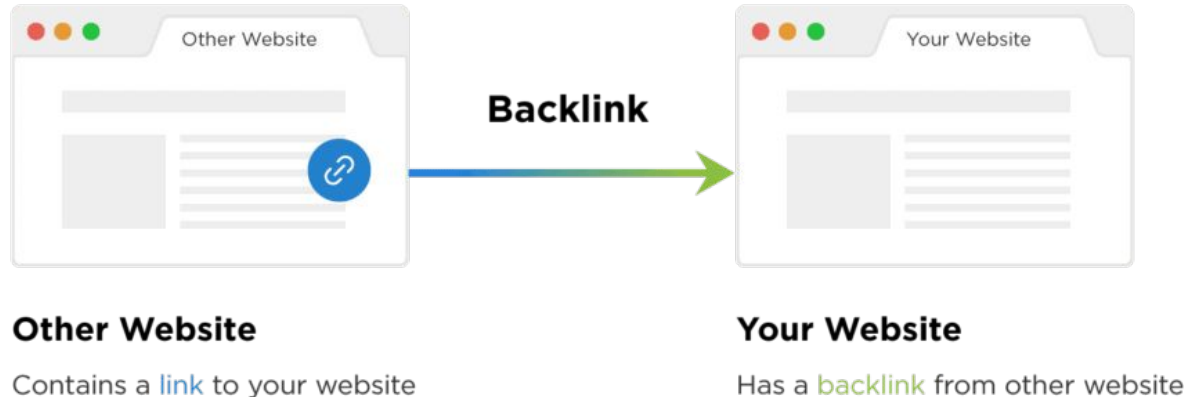 Other Website
Your Website
Backlink
Other Website
Your Website
Contains a link to your website
Has a backlink from other website